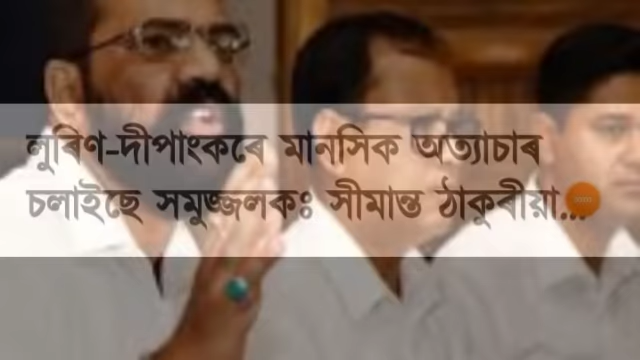 লুৰিণ-দীপাংকৰে মানসিক অত্যাচাৰ
চলাইছে সমুজ্জলকঃ সীমান্ত ঠাকুৰীয়া...